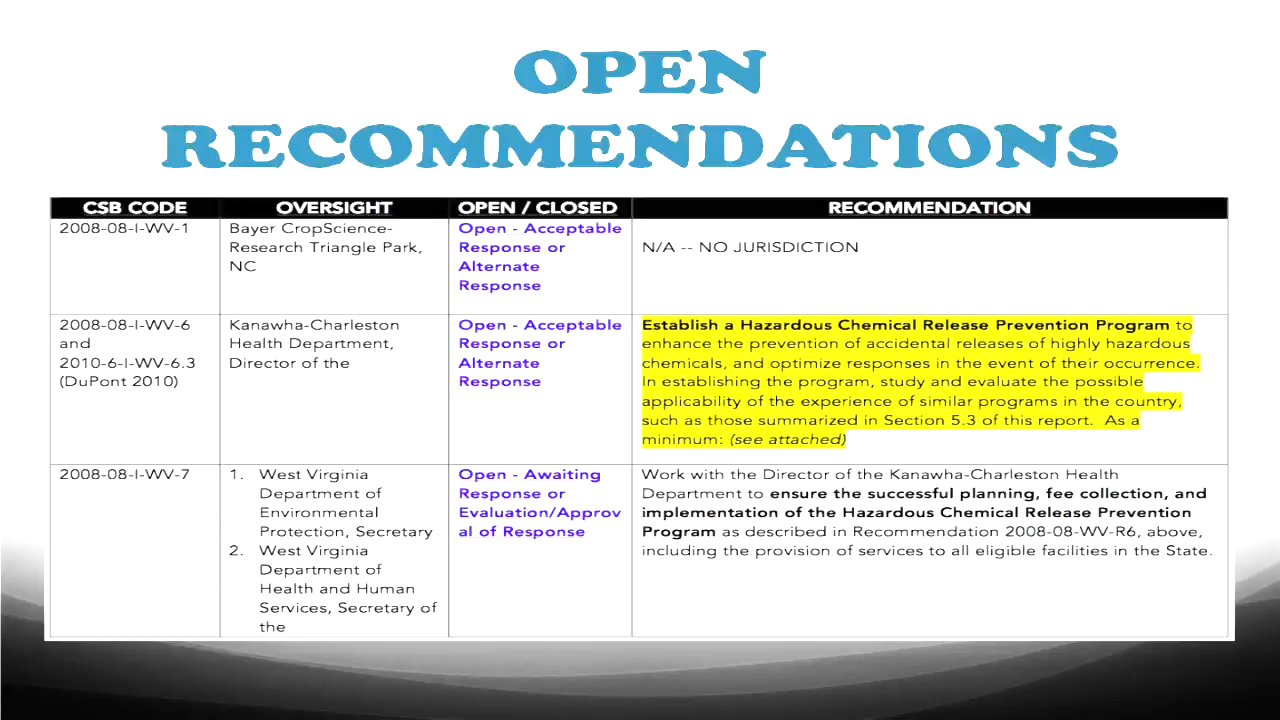 OPEN
RECOMMENDATIONS
CSB CODE OVERSIGHT OPEN / CLOSED RECOMMENDATION
2008-08-I-WV-1
Bayer CropScience-
Research Triangle Park,
NC
Open - Acceptable
Response or
Alternate
Response
N/A -- NO JURISDICTION
2008-08-I-WV-6
and
2010-6-I-WV-6.3
(DuPont 2010)
Kanawha-Charleston
Health Department,
Director of the
Open - Acceptable
Response or
Alternate
Response
Establish a Hazardous Chemical Release Prevention Program to
enhance the prevention of accidental releases of highly hazardous
chemicals, and optimize responses in the event of their occurrence.
In establishing the program, study and evaluate the possible
applicability of the experience of similar programs in the country,
such as those summarized in Section 5.3 of this report. As a
minimum: (see attached)
2008-08-I-WV-7
1. West Virginia
Department of
Environmental
Protection, Secretary
2. West Virginia
Department of
Health and Human
Services, Secretary of
the
Open - Awaiting
Response or
Evaluation/Approv
al of Response
Work with the Director of the Kanawha-Charleston Health
Department to ensure the successful planning, fee collection, and
implementation of the Hazardous Chemical Release Prevention
Program as described in Recommendation 2008-08-WV-R6, above,
including the provision of services to all eligible facilities in the State.